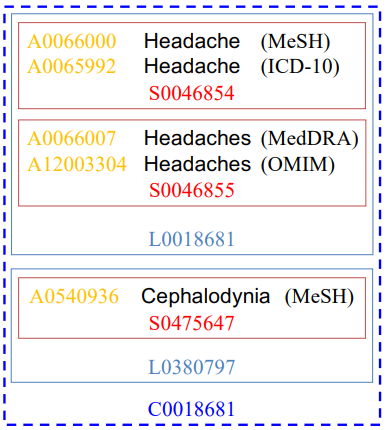 A0066000 Headache (MeSH)
A0065992 Headache (ICD-10)
S0046854
A0066007 Headaches (MedDRA)
A12003304 Headaches (OMIM)
S0046855
L0018681
A0540936 Cephalodynia (MeSH)
S0475647
L0380797
C0018681